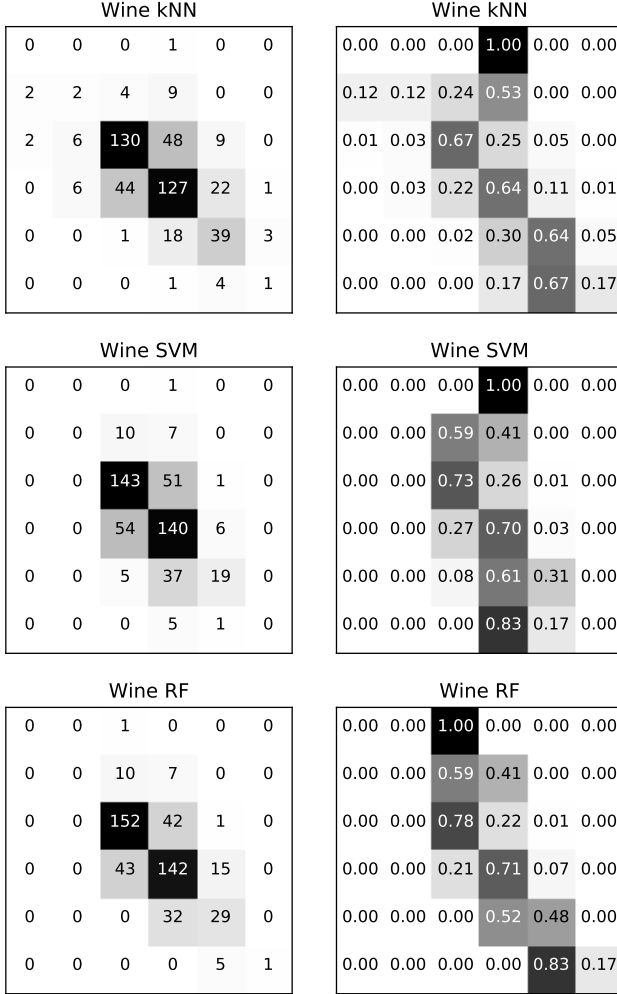 Wine kNN Wine kNN
0 0 0 1 0 0 0.00 0.00 0.00 1.00 0.00 0.00
2 2 4 9 0 0 0.12 0.12 0.24 0.53 0.00 0.00
2 6 130 48 9 0 0.01 0.03 0.67 0.25 0.05 0.00
0 6 44 127 22 1 0.00 0.03 0.22 0.64 0.11 0.01
0 0 1 18 39 3 0.00 0.00 0.02 0.30 0.64 0.05
0 0 0 1 4 1 0.00 0.00 0.00 0.17 0.67 0.17
Wine SVM Wine SVM
0 0 0 1 0 0 0.00 0.00 0.00 1.00 0.00 0.00
0 0 10 7 0 0 0.00 0.00 0.59 0.41 0.00 0.00
0 0 143 51 1 0 0.00 0.00 0.73 0.26 0.01 0.00
0 0 54 140 6 0 0.00 0.00 0.27 0.70 0.03 0.00
0 0 5 37 19 0 0.00 0.00 0.08 0.61 0.31 0.00
0 0 0 5 1 0 0.00 0.00 0.00 0.83 0.17 0.00
Wine RF Wine RF
0 0 1 0 0 0 0.00 0.00 1.00 0.00 0.00 0.00
0 0 10 7 0 0 0.00 0.00 0.59 0.41 0.00 0.00
0 0 152 42 1 0 0.00 0.00 0.78 0.22 0.01 0.00
0 0 43 142 15 0 0.00 0.00 0.21 0.71 0.07 0.00
0 0 0 32 29 0 0.00 0.00 0.00 0.52 0.48 0.00
0 0 0 0 5 1 0.00 0.00 0.00 0.00 0.83 0.17